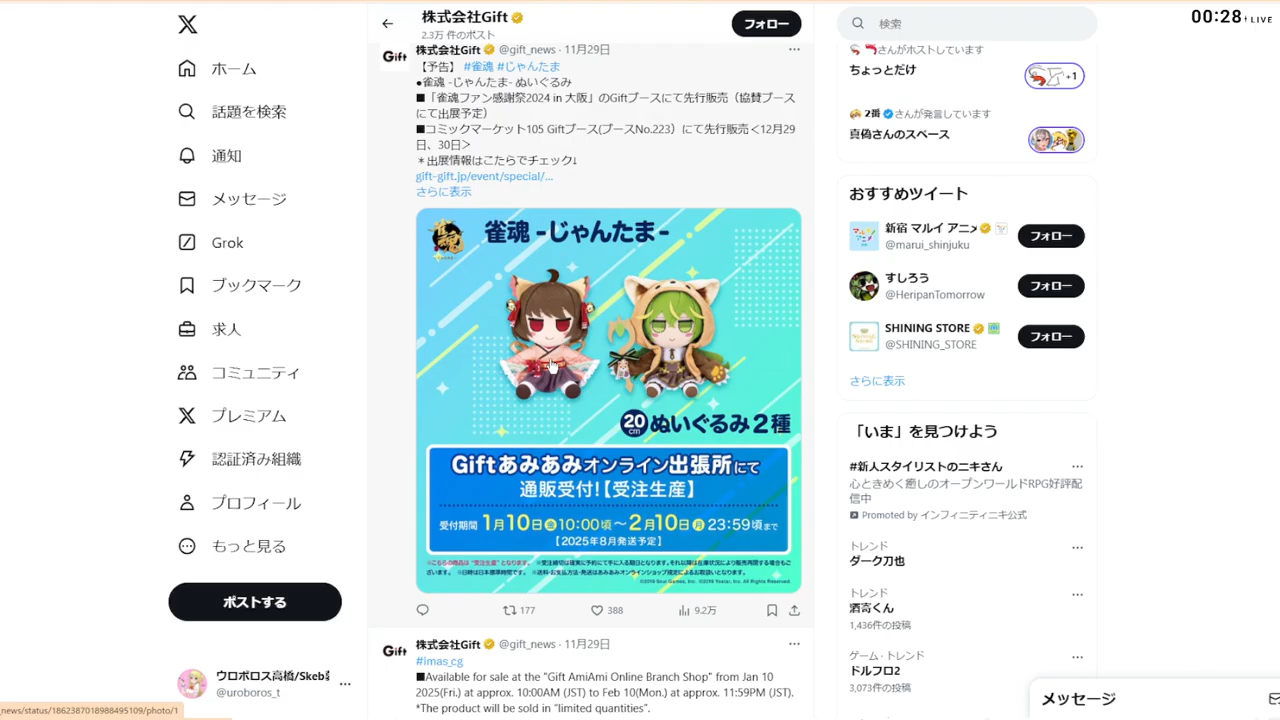 ホーム
話題を検索
通知
メッセージ
Grok
ブックマーク
求人
コミュニティ
プレミアム
認証済み組織
プロフィール
もっと見る
ポストする
ウロボロス高橋/Skeb
@uroboros_t
news/status/1862387018988495109/photo/1
株式会社Gift
2.3万 件のポスト
フォロー
Gift
株式会社Gift @gift_news · 11月29日
【予告】 #雀魂 #じゃんたま
●雀魂 -じゃんたま- ぬいぐるみ
■「雀魂ファン感謝祭2024 in 大阪」のGiftブースにて先行販売（協賛ブース
にて出展予定）
■コミックマーケット105 Giftブース(ブースNo.223）にて先行販売＜12月29
日、30日＞
＊出展情報はこたらでチェック↓
gift-gift.jp/event/special/...
さらに表示
雀魂
雀魂 -じゃんたま-
20cm ぬいぐるみ2種
Giftあみあみオンライン出張所にて
通販受付!【受注生産】
受付期間 1月10日金10:00頃～2月10日月23:59頃まで
【2025年8月発送予定】
177
388
9.2万
Gift
株式会社Gift @gift_news · 11月29日
#imas_cg
■Available for sale at the "Gift AmiAmi Online Branch Shop" from Jan 10
2025(Fri.) at approx. 10:00AM (JST) to Feb 10(Mon.) at approx. 11:59PM (JST).
*The product will be sold in "limited quantities".
検索
00:28 LIVE
さんがホストしています
ちょっとだけ
+1
2番 さんが発言しています
真偽さんのスペース
おすすめツイート
新宿 マルイ アニメ
@marui_shinjuku
フォロー
すしろう
@HeripanTomorrow
フォロー
SHINING STORE
@SHINING_STORE
フォロー
さらに表示
「いま」を見つけよう
#新人スタイリストのニキさん
心ときめく癒しのオープンワールドRPG好評配
信中
Promoted by インフィニティニキ公式
トレンド
ダーク刀也
トレンド
酒寄くん
1,436件の投稿
ゲーム・トレンド
ドルフロ2
3,073件の投稿
メッセージ